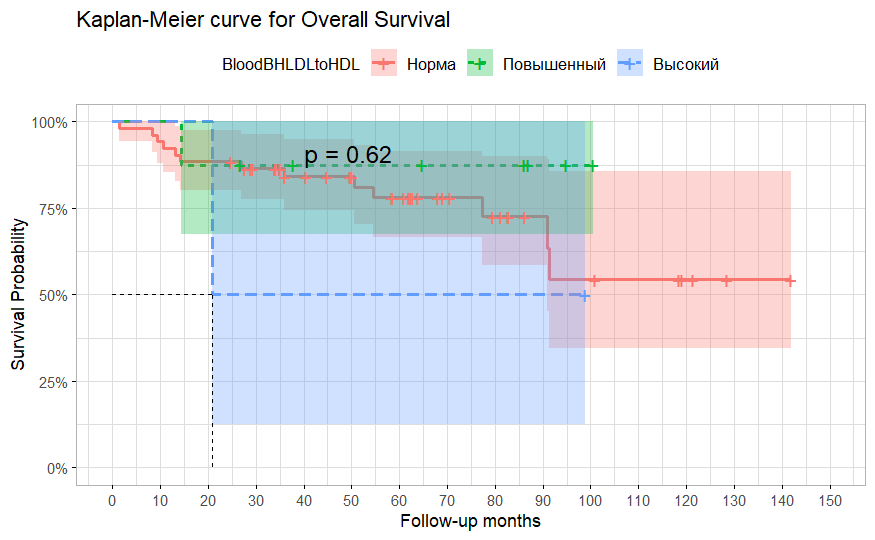 Kaplan-Meier curve for Overall Survival
BloodBHLDLtoHDL Норма Повышенный Высокий
100%
75%
50%
25%
0%
p = 0.62
Survival Probability
0 10 20 30 40 50 60 70 80 90 100 110 120 130 140 150
Follow-up months